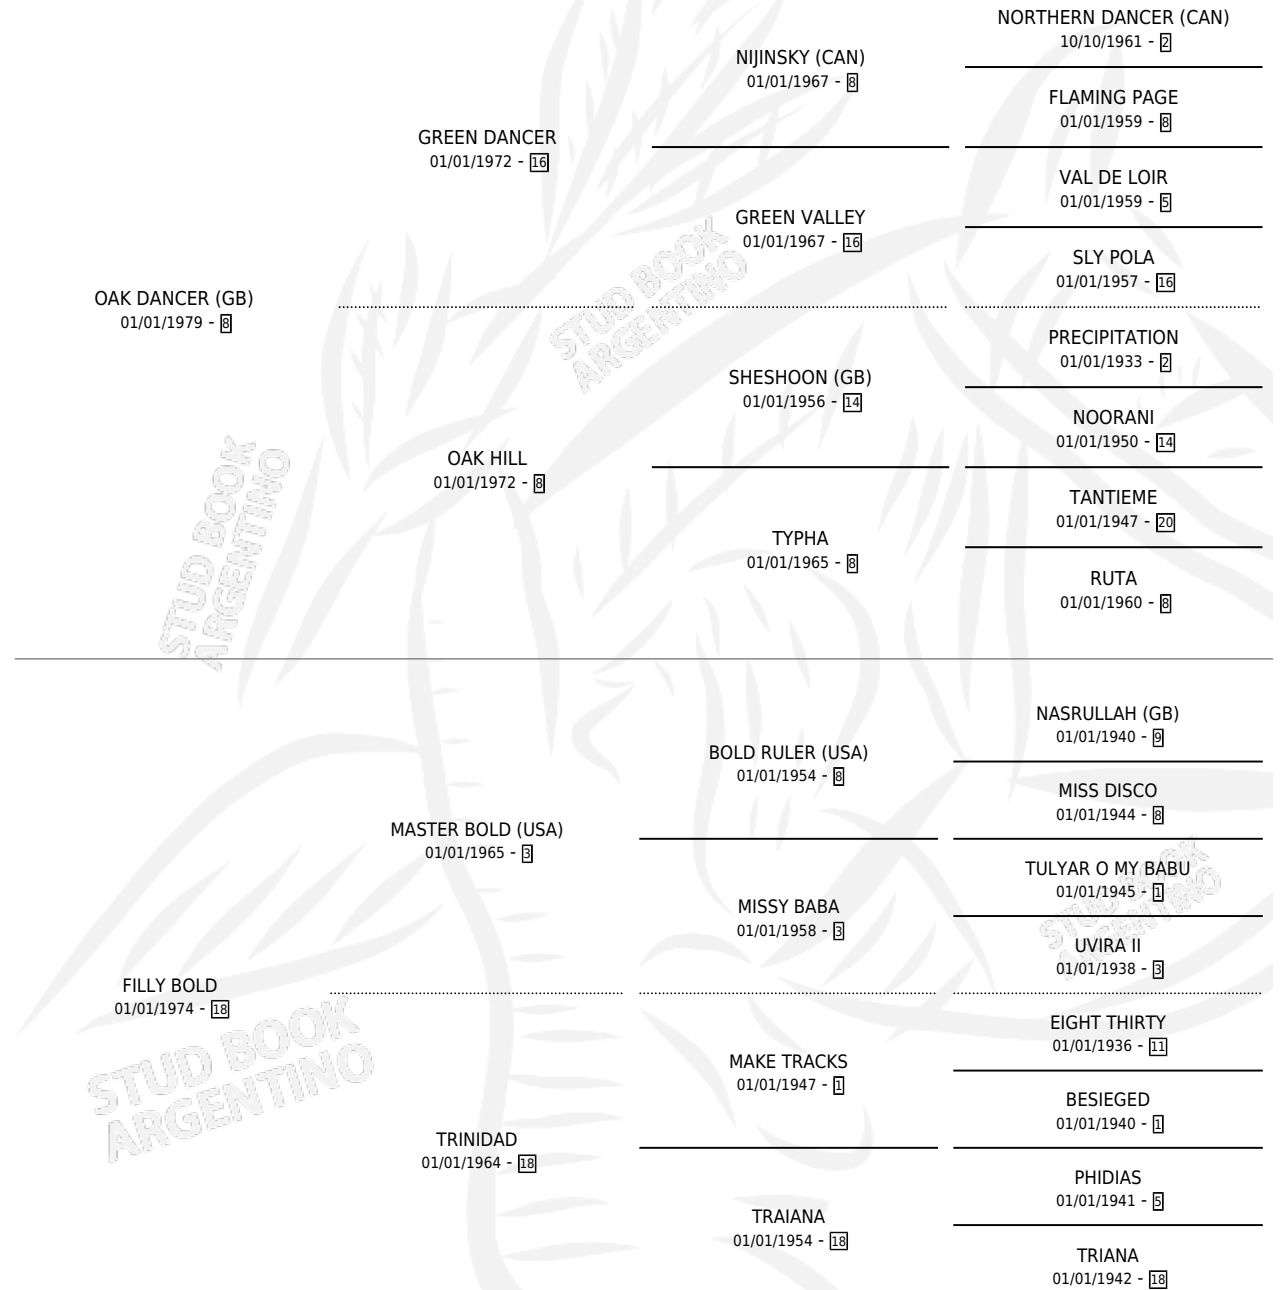 NORTHERN DANCER (CAN)
10/10/1961 - 2
NIJINSKY (CAN)
01/01/1967 - 8
FLAMING PAGE
01/01/1959 - 8
GREEN DANCER
01/01/1972 - 16
VAL DE LOIR
01/01/1959 - 5
GREEN VALLEY
01/01/1967 - 16
SLY POLA
01/01/1957 - 16
OAK DANCER (GB)
01/01/1979 - 8
PRECIPITATION
01/01/1933 - 2
SHESHOON (GB)
01/01/1956 - 14
NOORANI
01/01/1950 - 14
OAK HILL
01/01/1972 - 8
TANTIEME
01/01/1947 - 20
TYPHA
01/01/1965 - 8
RUTA
01/01/1960 - 8
STUD BOOK
ARGENTINO
STUD BOOK
ARGENTINO
NASRULLAH (GB)
01/01/1940 - 9
BOLD RULER (USA)
01/01/1954 - 8
MISS DISCO
01/01/1944 - 8
MASTER BOLD (USA)
01/01/1965 - 3
TULYAR O MY BABU
01/01/1945 - 1
MISSY BABA
01/01/1958 - 3
UVIRA II
01/01/1938 - 3
STUD BOOK
ARGENTINO
FILLY BOLD
01/01/1974 - 18
EIGHT THIRTY
01/01/1936 - 11
MAKE TRACKS
01/01/1947 - 1
BESIEGED
01/01/1940 - 1
TRINIDAD
01/01/1964 - 18
PHIDIAS
01/01/1941 - 5
TRAIANA
01/01/1954 - 18
TRIANA
01/01/1942 - 18
STUD BOOK
ARGENTINO